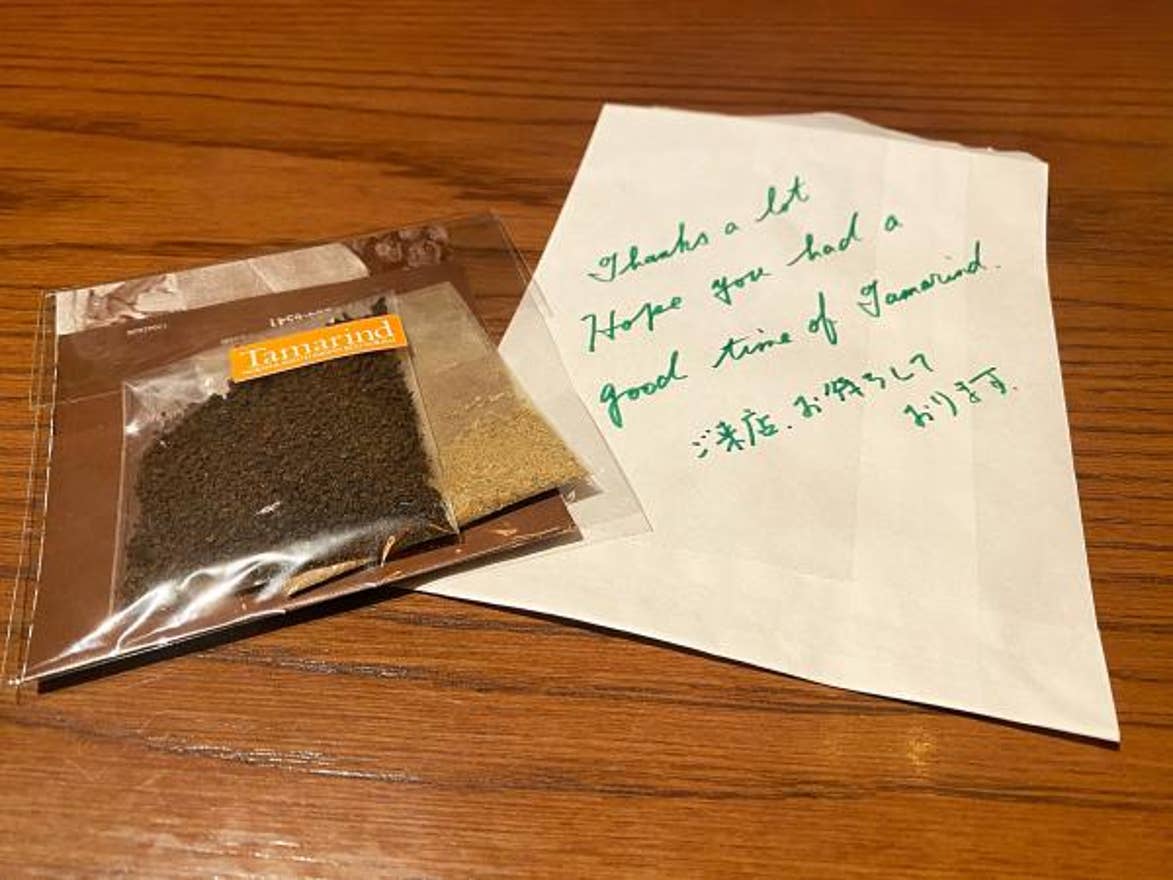 Tamarind
Thanks a lot
Hope you had a
good time of Tamarind.
ご来店、お待ちして
おります。